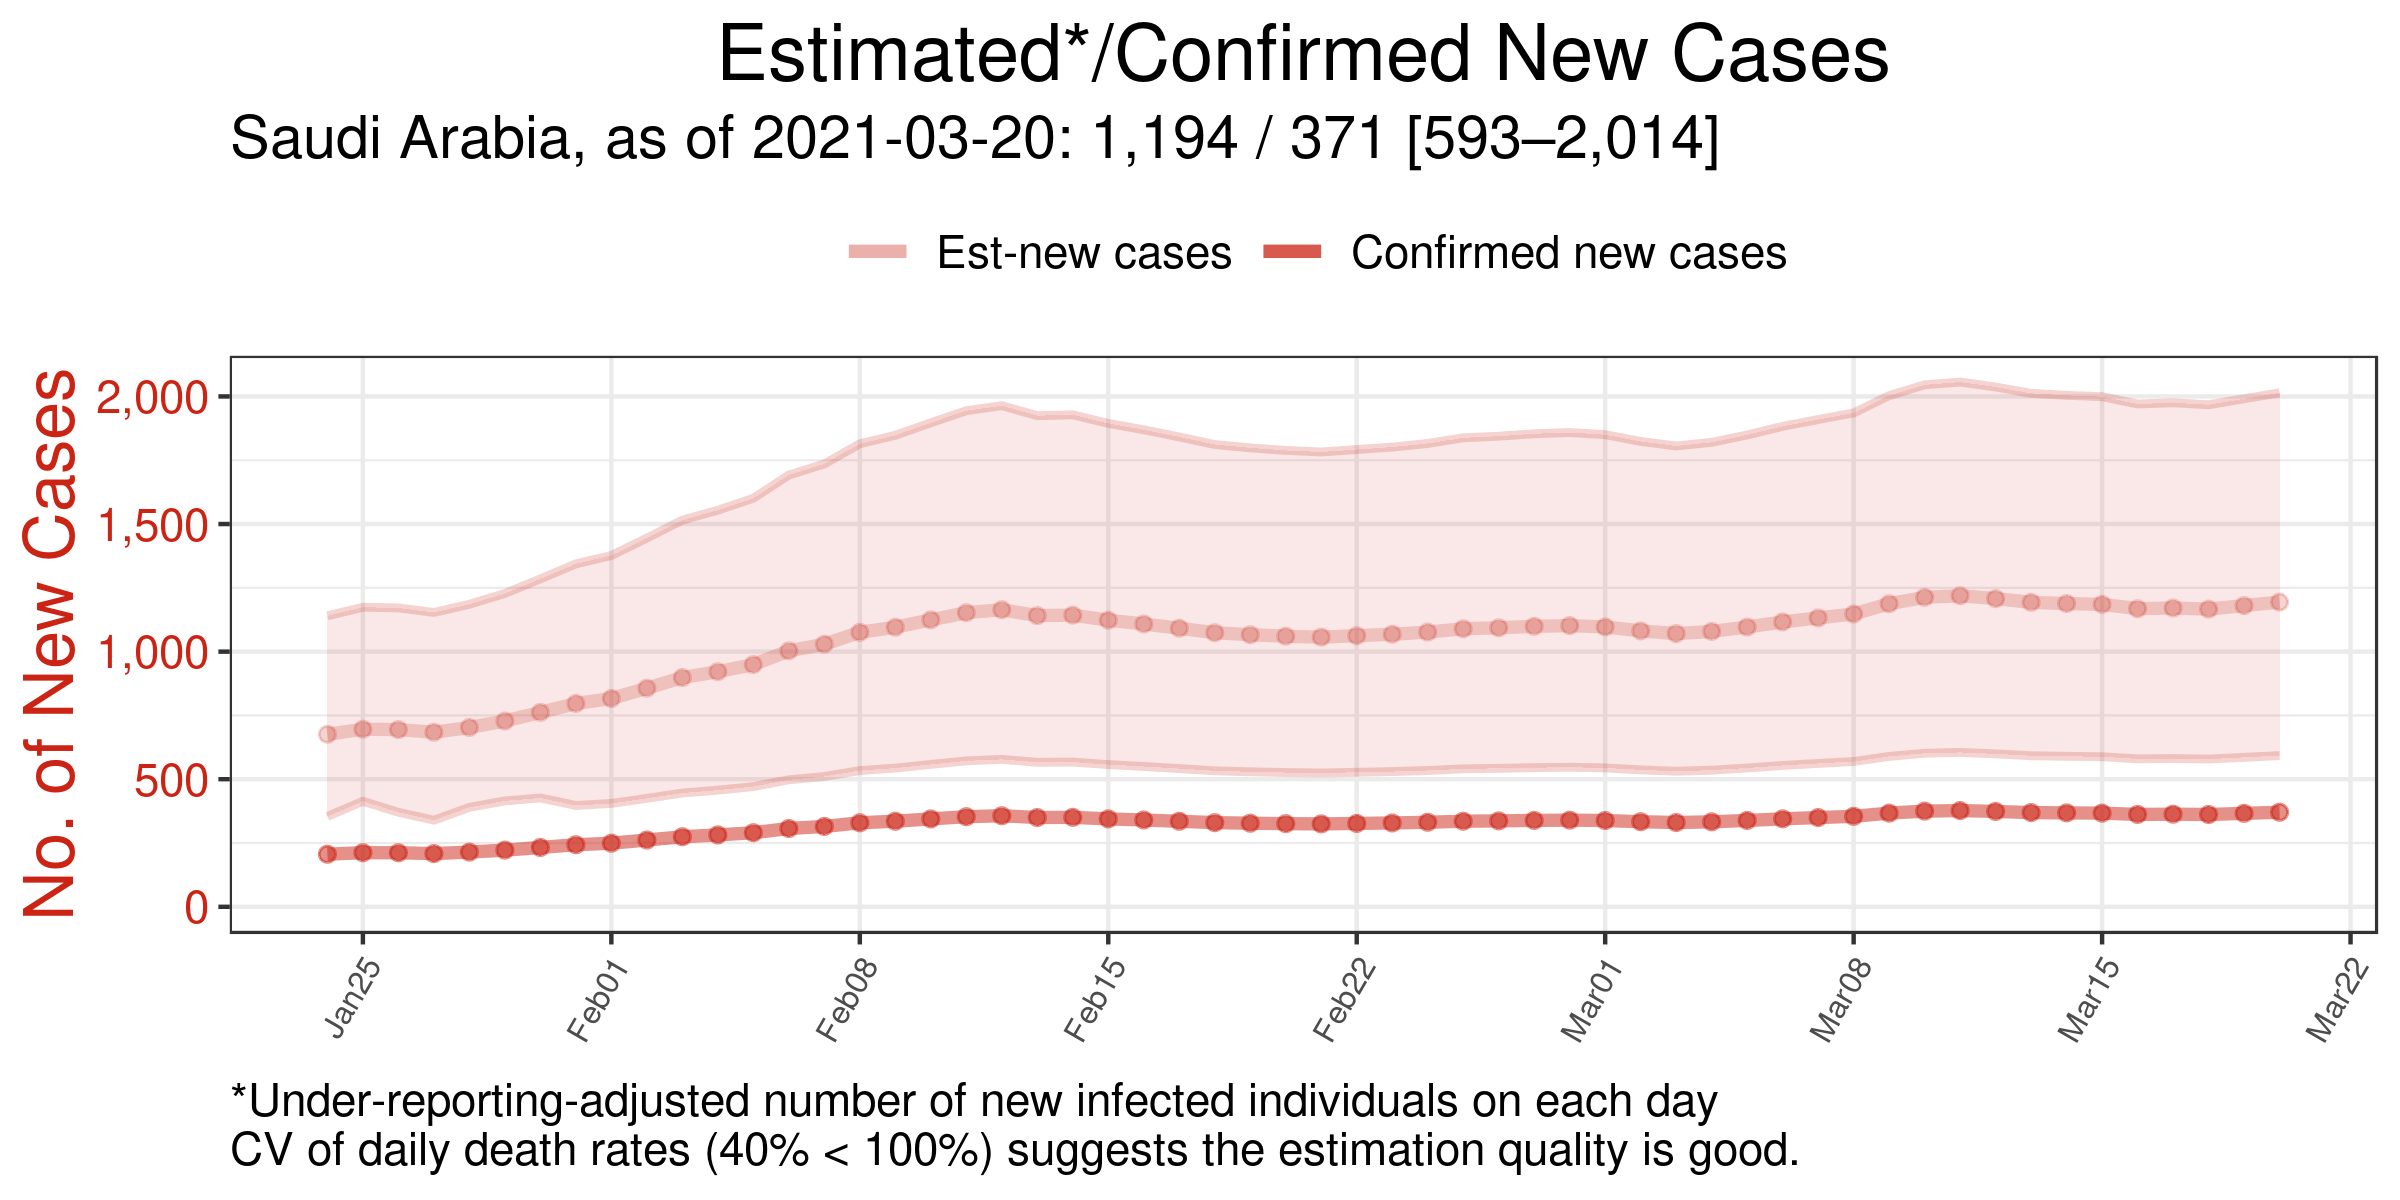 Estimated*/Confirmed New Cases
Saudi Arabia, as of 2021-03-20: 1,194 / 371 [593–2,014]
Est-new cases Confirmed new cases
No. of New Cases
2,000
1,500
1,000
500
0
Jan25 Feb01 Feb08 Feb15 Feb22 Mar01 Mar08 Mar15 Mar22
*Under-reporting-adjusted number of new infected individuals on each day
CV of daily death rates (40% < 100%) suggests the estimation quality is good.